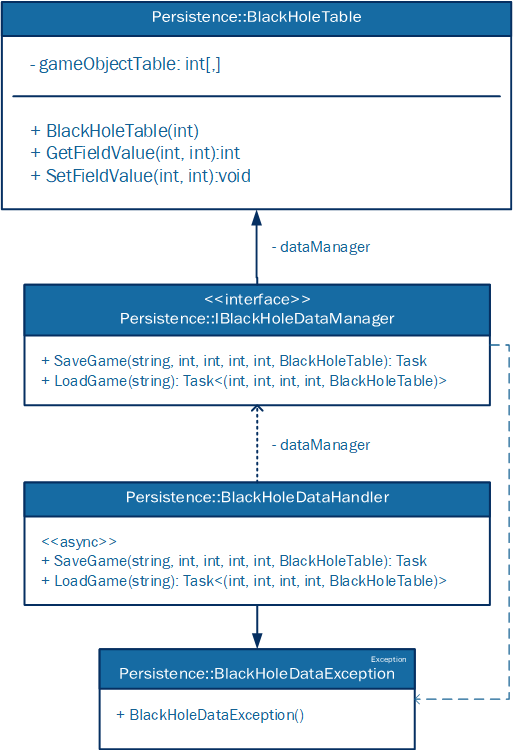 Persistence::BlackHoleTable
- gameObjectTable: int[,]
+ BlackHoleTable(int)
+ GetFieldValue(int, int):int
+ SetFieldValue(int, int):void
- dataManager
<<interface>>
Persistence::IBlackHoleDataManager
+ SaveGame(string, int, int, int, int, BlackHoleTable): Task
+ LoadGame(string): Task<(int, int, int, int, BlackHoleTable)>
- dataManager
Persistence::BlackHoleDataHandler
<<async>>
+ SaveGame(string, int, int, int, int, BlackHoleTable): Task
+ LoadGame(string): Task<(int, int, int, int, BlackHoleTable)>
Exception
Persistence::BlackHoleDataException
+ BlackHoleDataException()